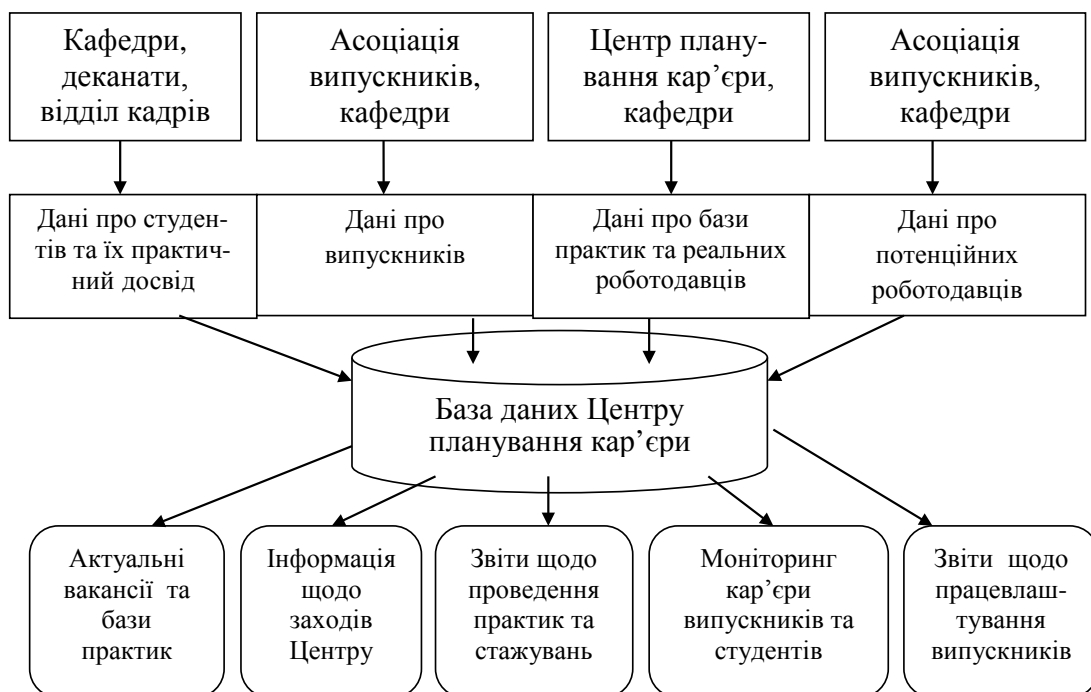 Кафедри,
деканати,
відділ кадрів
Асоціація
випускників,
кафедри
Центр плану-
вання кар’єри,
кафедри
Асоціація
випускників,
кафедри
Дані про студен-
тів та їх практич-
ний досвід
Дані про
випускників
Дані про бази
практик та реальних
роботодавців
Дані про
потенційних
роботодавців
База даних Центру
планування кар’єри
Актуальні
вакансії та
бази
практик
Інформація
щодо
заходів
Центру
Звіти щодо
проведення
практик та
стажувань
Моніторинг
кар’єри
випускників та
студентів
Звіти щодо
працевлаш-
тування
випускників